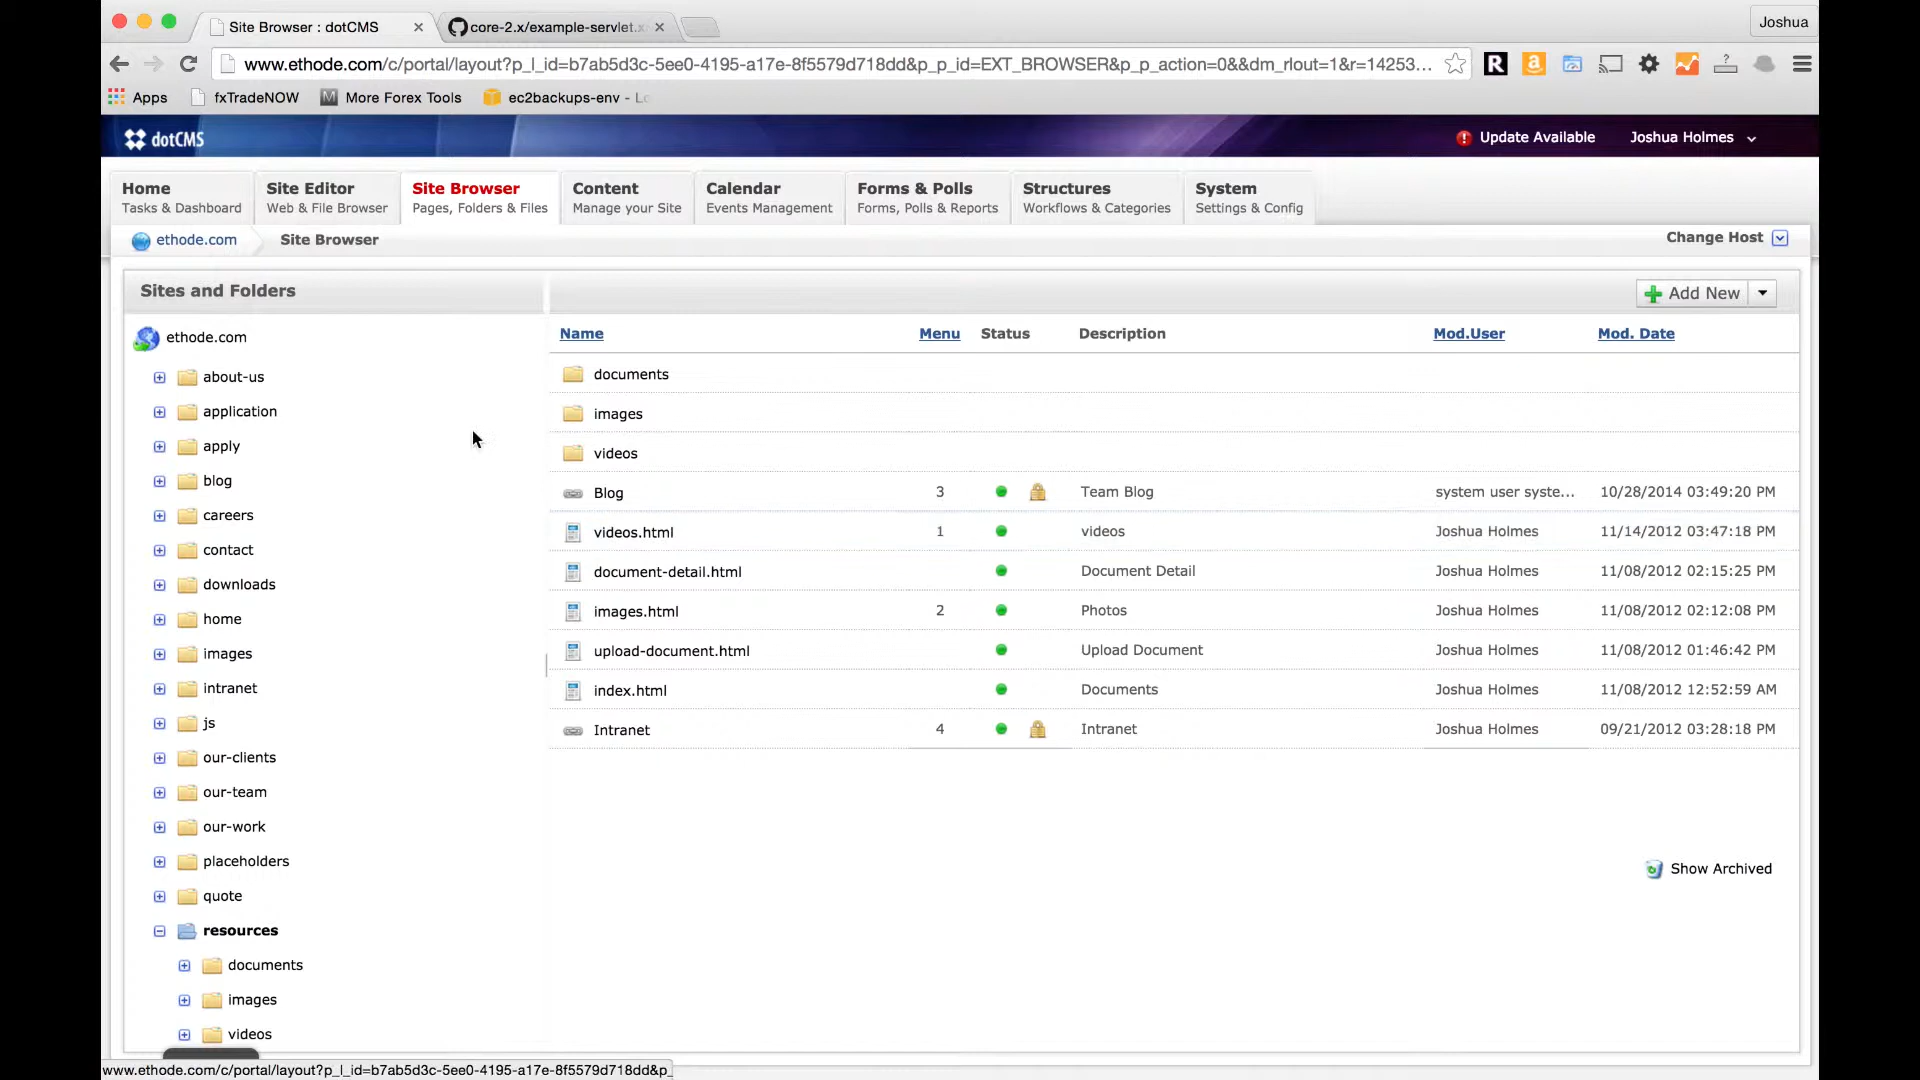 Site Browser : dotCMS
core-2.x/example-servlet.x
Joshua
www.ethode.com/c/portal/layout?p_l_id=b7ab5d3c-5ee0-4195-a17e-8f5579d718dd&p_p_id=EXT_BROWSER&p_p_action=0&&dm_rlout=1&r=14253...
Apps
fxTradeNOW
More Forex Tools
ec2backups-env - Lo
dotCMS
Update Available
Joshua Holmes
Home
Tasks & Dashboard
Site Editor
Web & File Browser
Site Browser
Pages, Folders & Files
Content
Manage your Site
Calendar
Events Management
Forms & Polls
Forms, Polls & Reports
Structures
Workflows & Categories
System
Settings & Config
ethode.com
Site Browser
Change Host
Sites and Folders
Add New
ethode.com
about-us
application
apply
blog
careers
contact
downloads
home
images
intranet
js
our-clients
our-team
our-work
placeholders
quote
resources
documents
images
videos
Name Menu Status Description Mod.User Mod. Date
documents
images
videos
Blog 3 Team Blog system user syste... 10/28/2014 03:49:20 PM
videos.html 1 videos Joshua Holmes 11/14/2012 03:47:18 PM
document-detail.html Document Detail Joshua Holmes 11/08/2012 02:15:25 PM
images.html 2 Photos Joshua Holmes 11/08/2012 02:12:08 PM
upload-document.html Upload Document Joshua Holmes 11/08/2012 01:46:42 PM
index.html Documents Joshua Holmes 11/08/2012 12:52:59 AM
Intranet 4 Intranet Joshua Holmes 09/21/2012 03:28:18 PM
Show Archived
www.ethode.com/c/portal/layout?p_l_id=b7ab5d3c-5ee0-4195-a17e-8f5579d718dd&p_